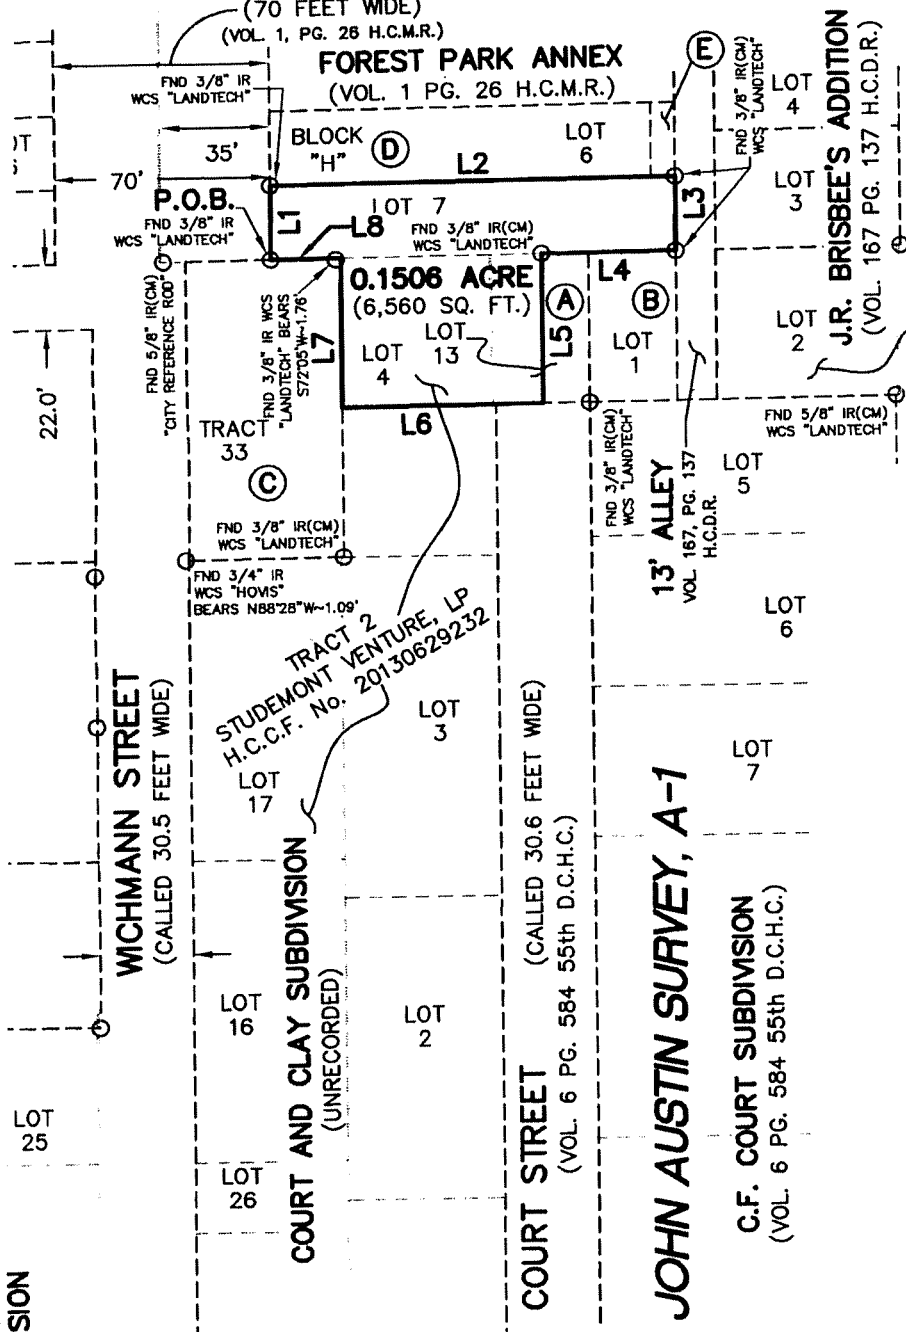 (70 FEET WIDE)
(VOL. 1, PG. 26 H.C.M.R.)
FOREST PARK ANNEX
(VOL. 1 PG. 26 H.C.M.R.)
FND 3/8" IR
WCS "LANDTECH"
E
FND 3/8" IR(CM)
WCS "LANDTECH"
LOT
4
J.R. BRISBEE'S ADDITION
(VOL. 167 PG. 137 H.C.D.R.)
35'
BLOCK
"H"
D
LOT
6
70'
L2
P.O.B.
FND 3/8" IR
WCS "LANDTECH"
L1
LOT 7
L8
FND 3/8" IR(CM)
WCS "LANDTECH"
L3
LOT
3
L4
FND 5/8" IR(CM)
"CITY REFERENCE ROD"
FND 3/8" IR WCS
"LANDTECH" BEARS
S72°05'W~1.76'
L7
0.1506 ACRE
(6,560 SQ. FT.)
A
B
LOT
13
LOT
4
L5
LOT
1
LOT
2
22.0'
L6
TRACT
33
C
FND 3/8" IR(CM)
WCS "LANDTECH"
13' ALLEY
VOL. 167, PG. 137
H.C.D.R.
FND 5/8" IR(CM)
WCS "LANDTECH"
LOT
5
FND 3/8" IR(CM)
WCS "LANDTECH"
FND 3/4" IR
WCS "HOVIS"
BEARS N88°28'W~1.09'
LOT
6
TRACT 2
STUDEMONT VENTURE, LP
H.C.C.F. No. 20130629232
WICHMANN STREET
(CALLED 30.5 FEET WIDE)
LOT
3
LOT
17
LOT
7
COURT AND CLAY SUBDIVISION
(UNRECORDED)
COURT STREET
(CALLED 30.6 FEET WIDE)
(VOL. 6 PG. 584 55th D.C.H.C.)
JOHN AUSTIN SURVEY, A-1
C.F. COURT SUBDIVISION
(VOL. 6 PG. 584 55th D.C.H.C.)
LOT
16
LOT
2
LOT
25
LOT
26
SION